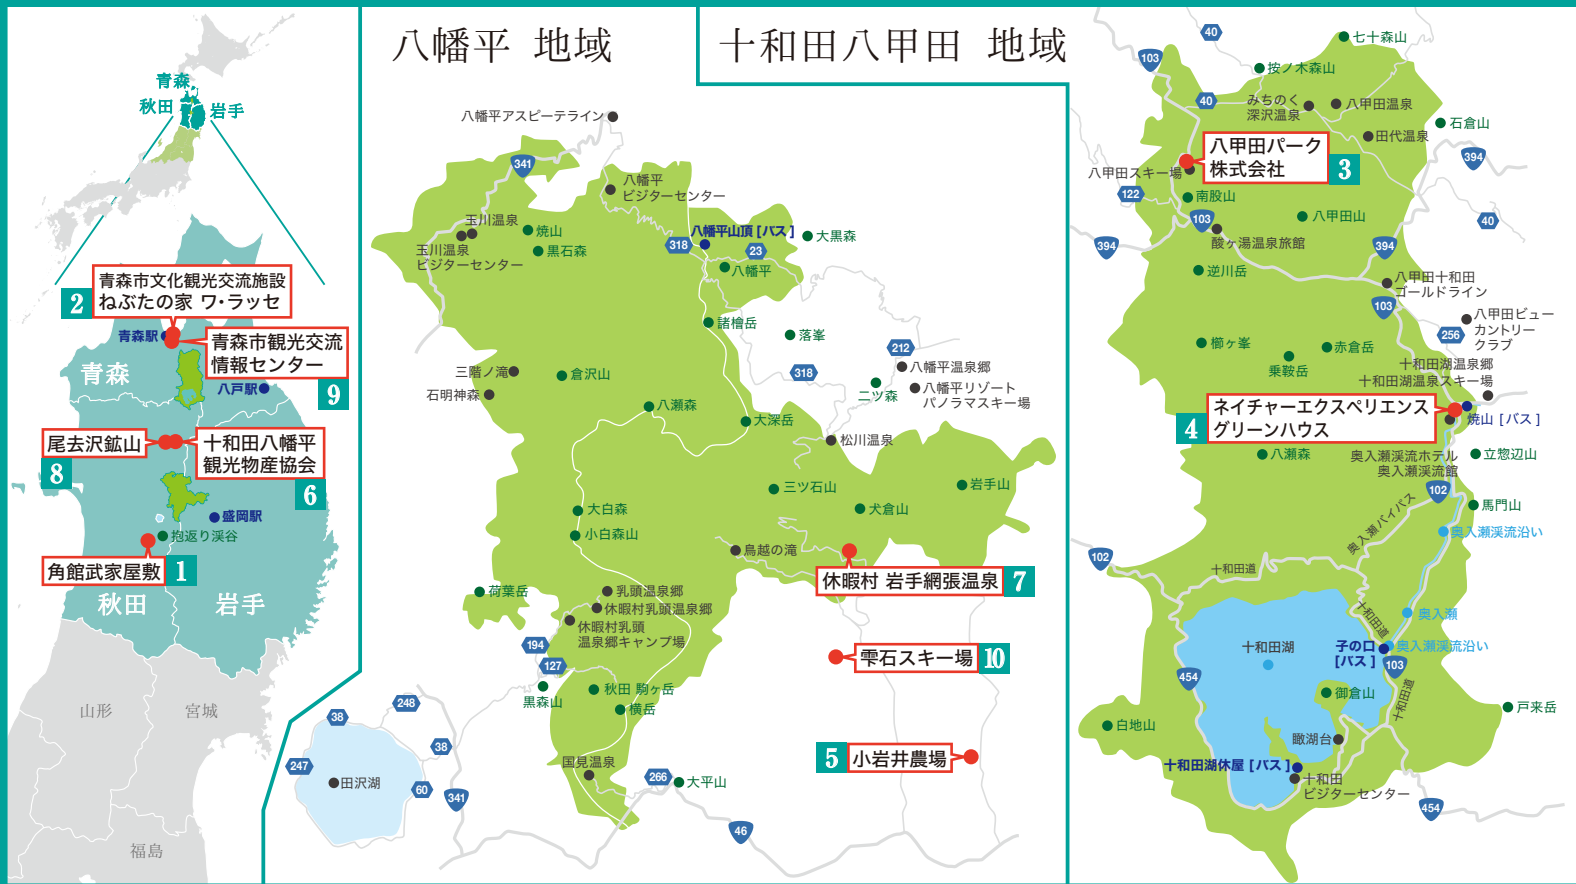 青森
秋田
岩手
青森市文化観光交流施設
ねぶたの家 ワ・ラッセ
2
青森駅
青森市観光交流
情報センター
9
青森
八戸駅
尾去沢鉱山
8
十和田八幡平
観光物産協会
6
盛岡駅
抱返り渓谷
角館武家屋敷
1
秋田
岩手
山形
宮城
福島
八幡平 地域
八幡平アスピーテライン
341
八幡平
ビジターセンター
玉川温泉
玉川温泉
ビジターセンター
焼山
黒石森
八幡平山頂 [バス]
318
23
大黒森
八幡平
諸檜岳
落峯
212
318
八幡平温泉郷
二ツ森
八幡平リゾート
パノラマスキー場
三階ノ滝
石明神森
倉沢山
八瀬森
大深岳
松川温泉
三ツ石山
岩手山
犬倉山
大白森
小白森山
鳥越の滝
休暇村 岩手網張温泉
7
荷葉岳
乳頭温泉郷
休暇村乳頭温泉郷
休暇村乳頭
温泉郷キャンプ場
194
127
黒森山
秋田 駒ヶ岳
横岳
雫石スキー場
10
国見温泉
266
大平山
5
小岩井農場
46
38
248
38
247
60
341
田沢湖
十和田八甲田 地域
40
103
七十森山
按ノ木森山
40
みちのく
深沢温泉
八甲田温泉
田代温泉
石倉山
394
八甲田パーク
株式会社
3
八甲田スキー場
122
南股山
103
八甲田山
40
394
酸ヶ湯温泉旅館
394
逆川岳
八甲田十和田
ゴールドライン
103
八甲田ビュー
カントリー
クラブ
256
櫛ヶ峯
赤倉岳
乗鞍岳
十和田湖温泉郷
十和田湖温泉スキー場
4
ネイチャーエクスペリエンス
グリーンハウス
焼山 [バス]
八瀬森
奥入瀬渓流ホテル
奥入瀬渓流館
立惣辺山
102
馬門山
奥入瀬バイパス
奥入瀬渓流沿い
102
十和田道
十和田道
奥入瀬
奥入瀬渓流沿い
子の口
[バス]
103
十和田湖
454
十和田道
御倉山
白地山
戸来岳
瞰湖台
十和田湖休屋 [バス]
十和田
ビジターセンター
454